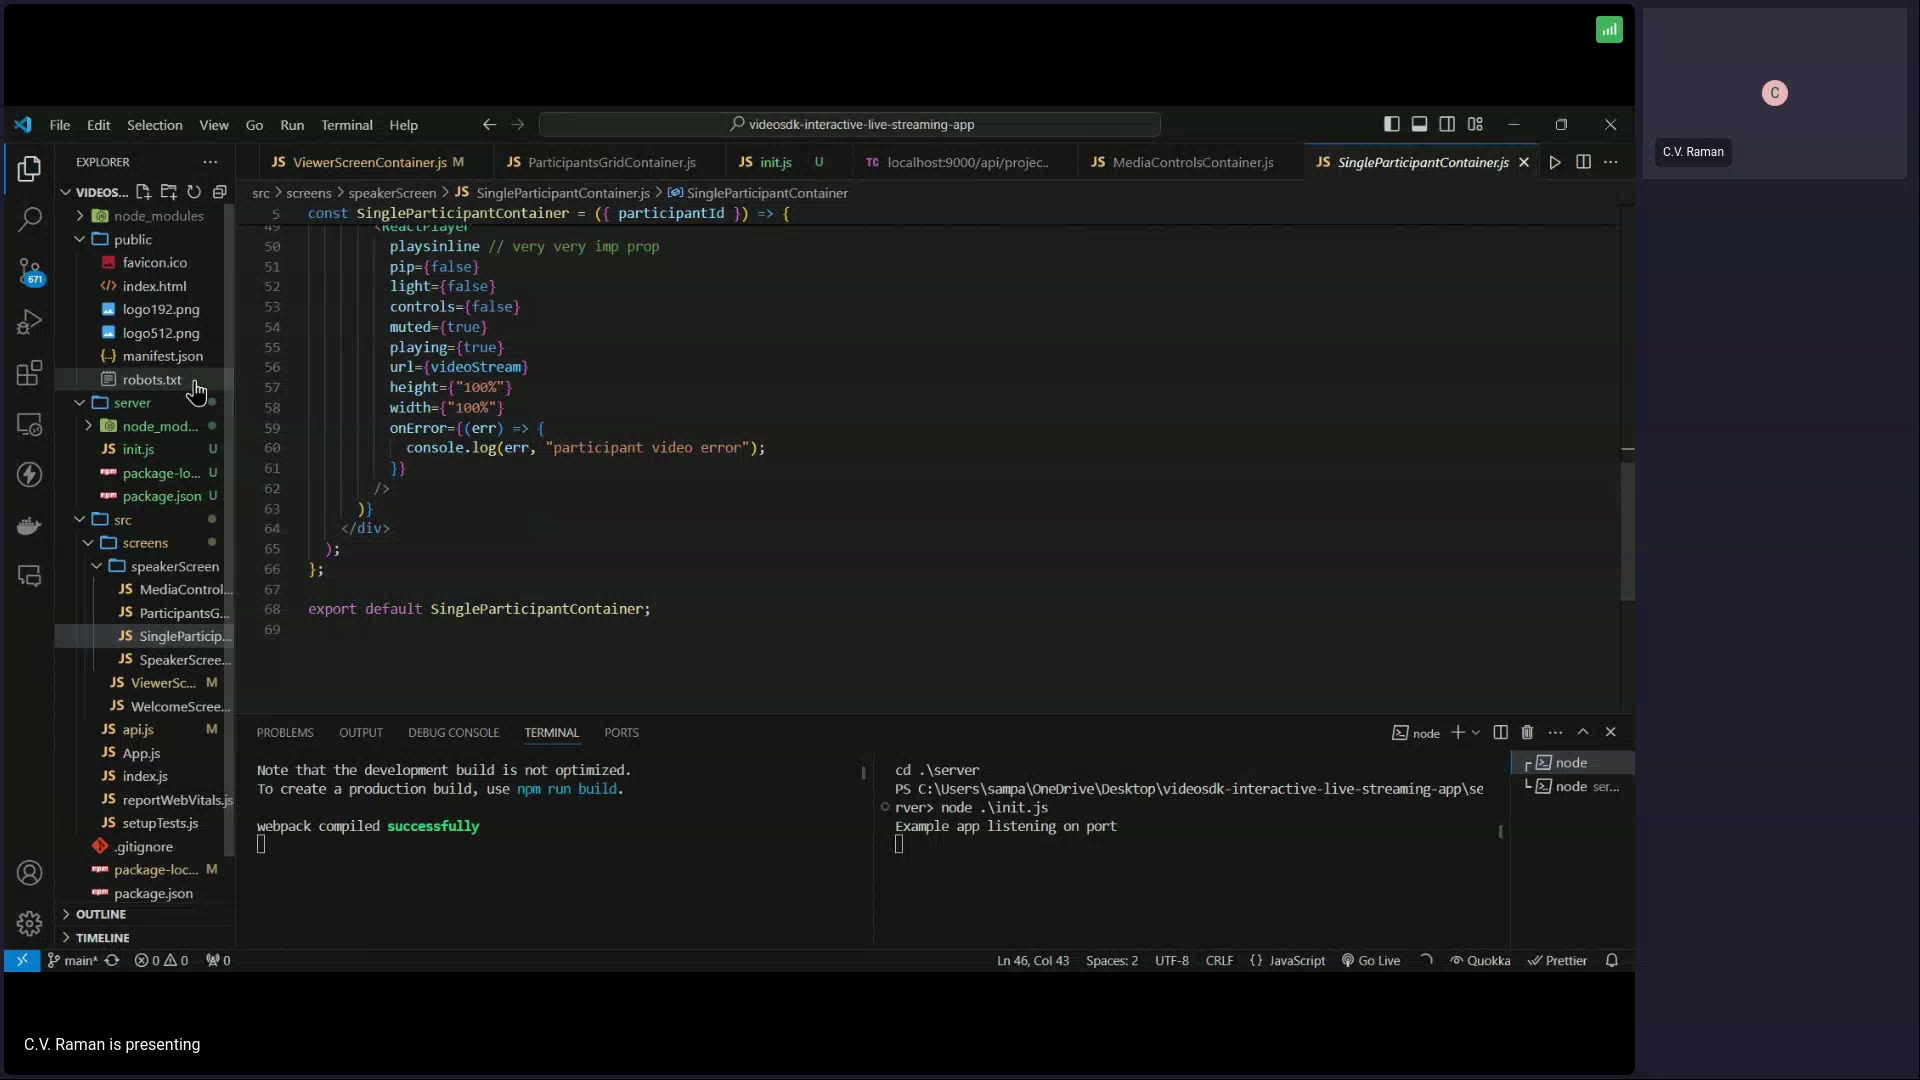 File Edit Selection View Go Run Terminal Help
videosdk-interactive-live-streaming-app
EXPLORER
VIDEOS...
node_modules
public
favicon.ico
index.html
logo192.png
logo512.png
manifest.json
robots.txt
server
node_mod...
init.js U
package-lo... U
package.json U
src
screens
speakerScreen
MediaControl...
ParticipantsG...
SingleParticip...
SpeakerScree...
ViewerSc... M
WelcomeScree...
api.js M
App.js
index.js
reportWebVitals.js
setupTests.js
.gitignore
package-loc... M
package.json
OUTLINE
TIMELINE
671
ViewerScreenContainer.js M
ParticipantsGridContainer.js
init.js U
localhost:9000/api/projec..
MediaControlsContainer.js
SingleParticipantContainer.js
src > screens > speakerScreen > SingleParticipantContainer.js > SingleParticipantContainer
5 const SingleParticipantContainer = ({ participantId }) => {
49 <ReactPlayer
50 playsinline // very very imp prop
51 pip={false}
52 light={false}
53 controls={false}
54 muted={true}
55 playing={true}
56 url={videoStream}
57 height={"100%"}
58 width={"100%"}
59 onError={(err) => {
60 console.log(err, "participant video error");
61 }}
62 />
63 )}
64 </div>
65 );
66 };
67
68 export default SingleParticipantContainer;
69
PROBLEMS OUTPUT DEBUG CONSOLE TERMINAL PORTS
node
Note that the development build is not optimized.
To create a production build, use npm run build.
webpack compiled successfully
cd .\server
PS C:\Users\sampa\OneDrive\Desktop\videosdk-interactive-live-streaming-app\se
rver> node .\init.js
Example app listening on port
node
node ser...
main* 0 0 0
Ln 46, Col 43 Spaces: 2 UTF-8 CRLF {} JavaScript Go Live Quokka Prettier
C.V. Raman is presenting
C
C.V. Raman